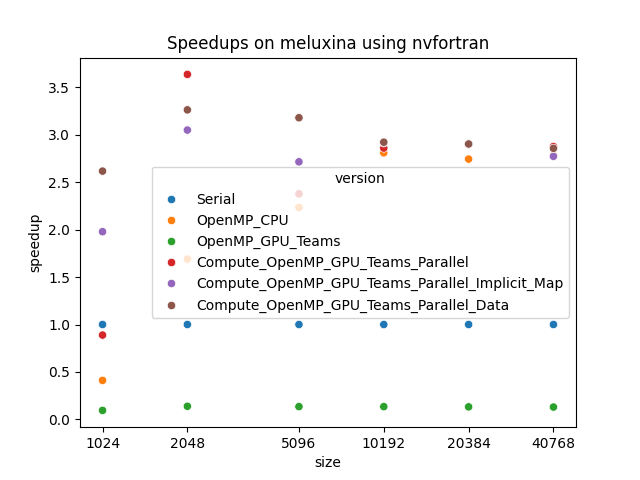 Speedups on meluxina using nvfortran
speedup
3.5
3.0
2.5
2.0
1.5
1.0
0.5
0.0
version
Serial
OpenMP_CPU
OpenMP_GPU_Teams
Compute_OpenMP_GPU_Teams_Parallel
Compute_OpenMP_GPU_Teams_Parallel_Implicit_Map
Compute_OpenMP_GPU_Teams_Parallel_Data
1024 2048 5096 10192 20384 40768
size